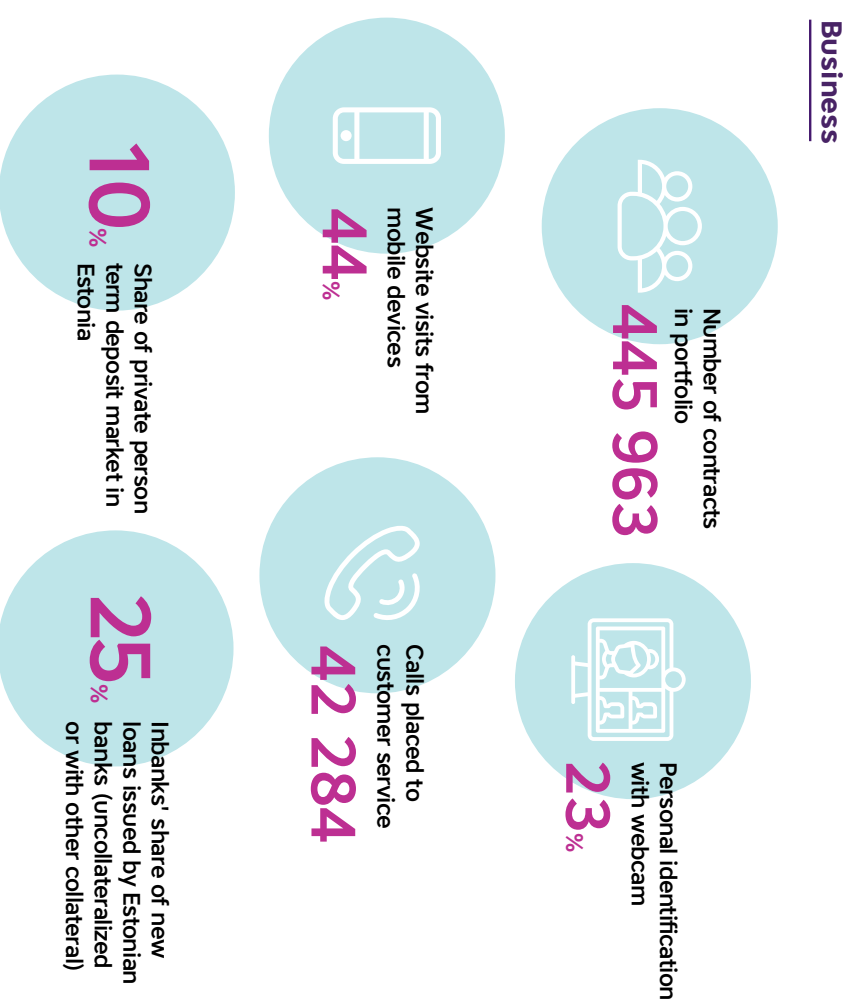 Business
Number of contracts
in portfolio
445 963
Personal identification
with webcam
23%
Website visits from
mobile devices
44%
Calls placed to
customer service
42 284
10%
Share of private person
term deposit market in
Estonia
25%
Inbanks' share of new
loans issued by Estonian
banks (uncollateralized
or with other collateral)